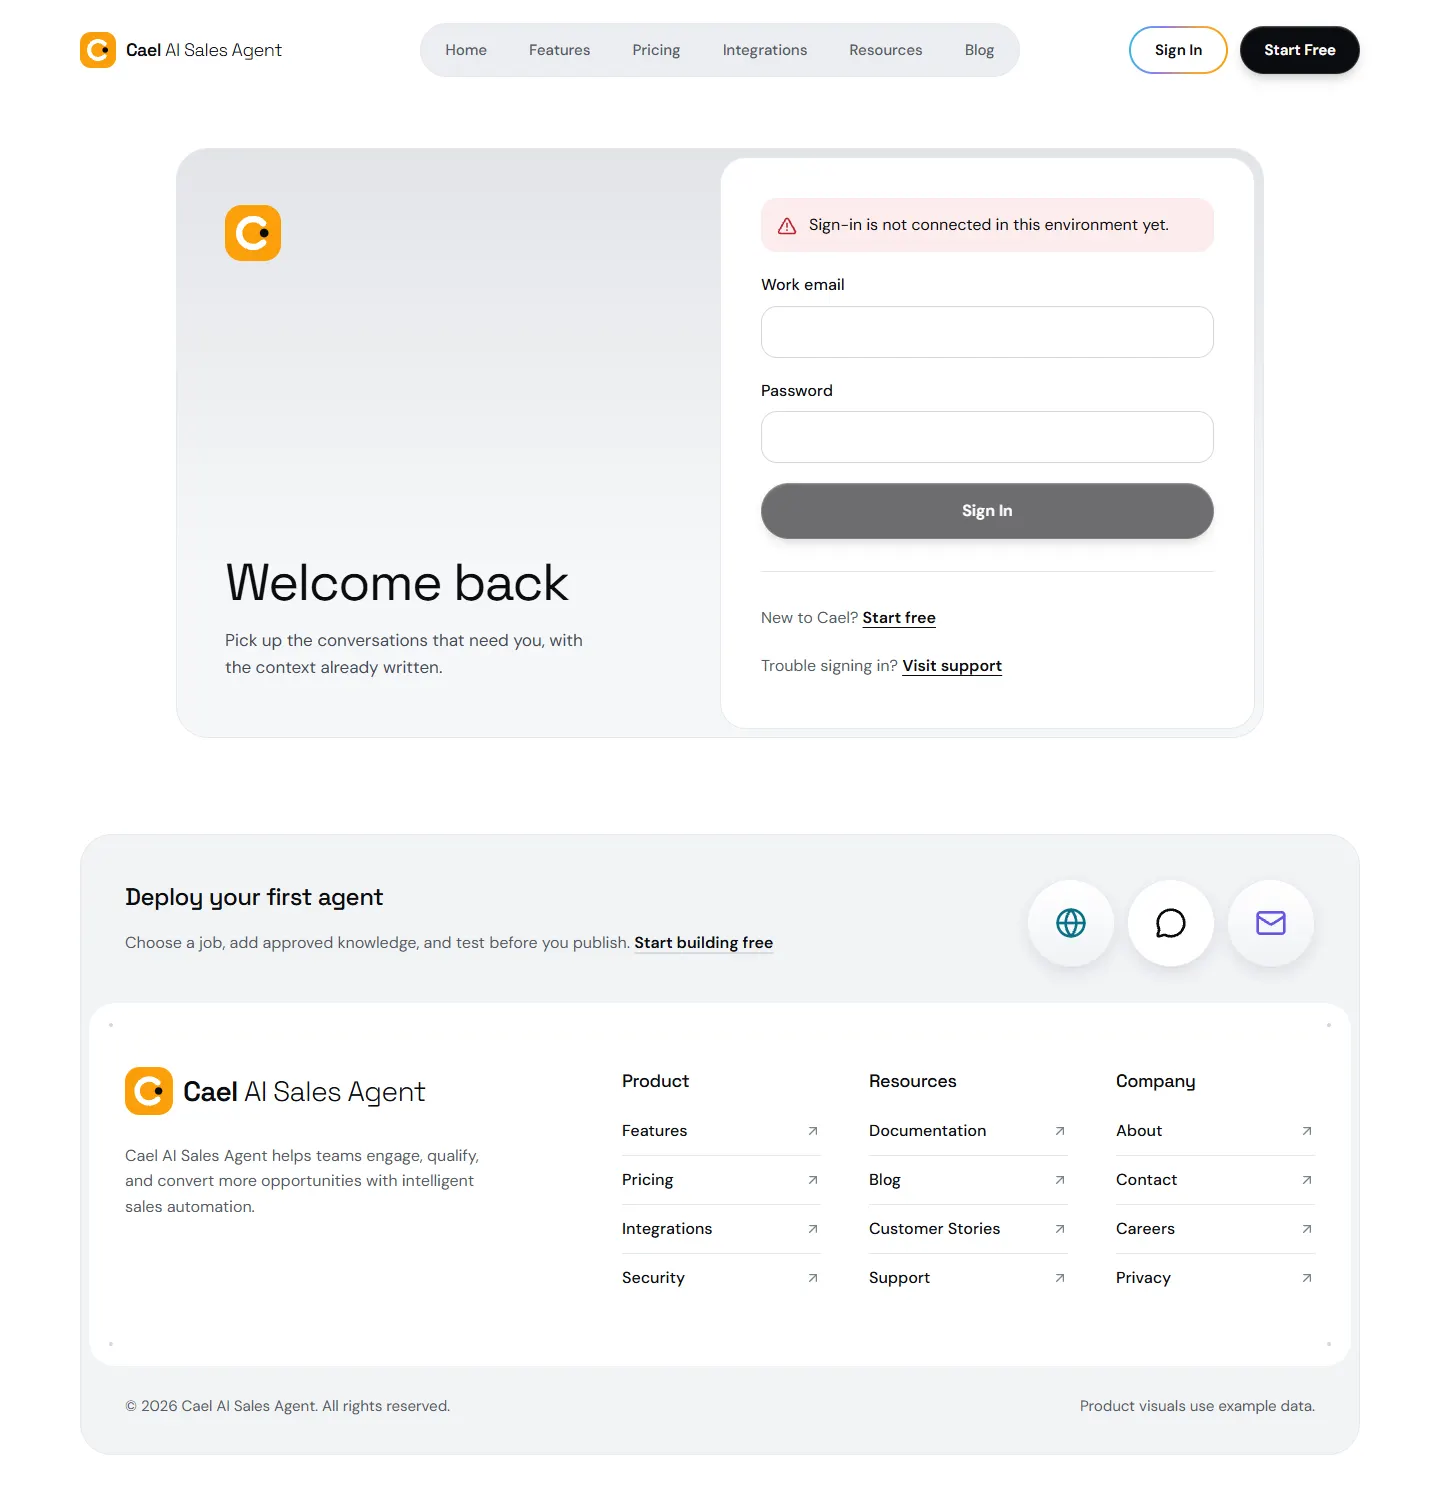 Cael AI Sales Agent
Home
Features
Pricing
Integrations
Resources
Blog
Sign In
Start Free
Welcome back
Pick up the conversations that need you, with
the context already written.
Sign-in is not connected in this environment yet.
Work email
Password
Sign In
New to Cael? Start free
Trouble signing in? Visit support
Deploy your first agent
Choose a job, add approved knowledge, and test before you publish. Start building free
Cael AI Sales Agent
Cael AI Sales Agent helps teams engage, qualify,
and convert more opportunities with intelligent
sales automation.
Product
Features
Pricing
Integrations
Security
Resources
Documentation
Blog
Customer Stories
Support
Company
About
Contact
Careers
Privacy
© 2026 Cael AI Sales Agent. All rights reserved.
Product visuals use example data.